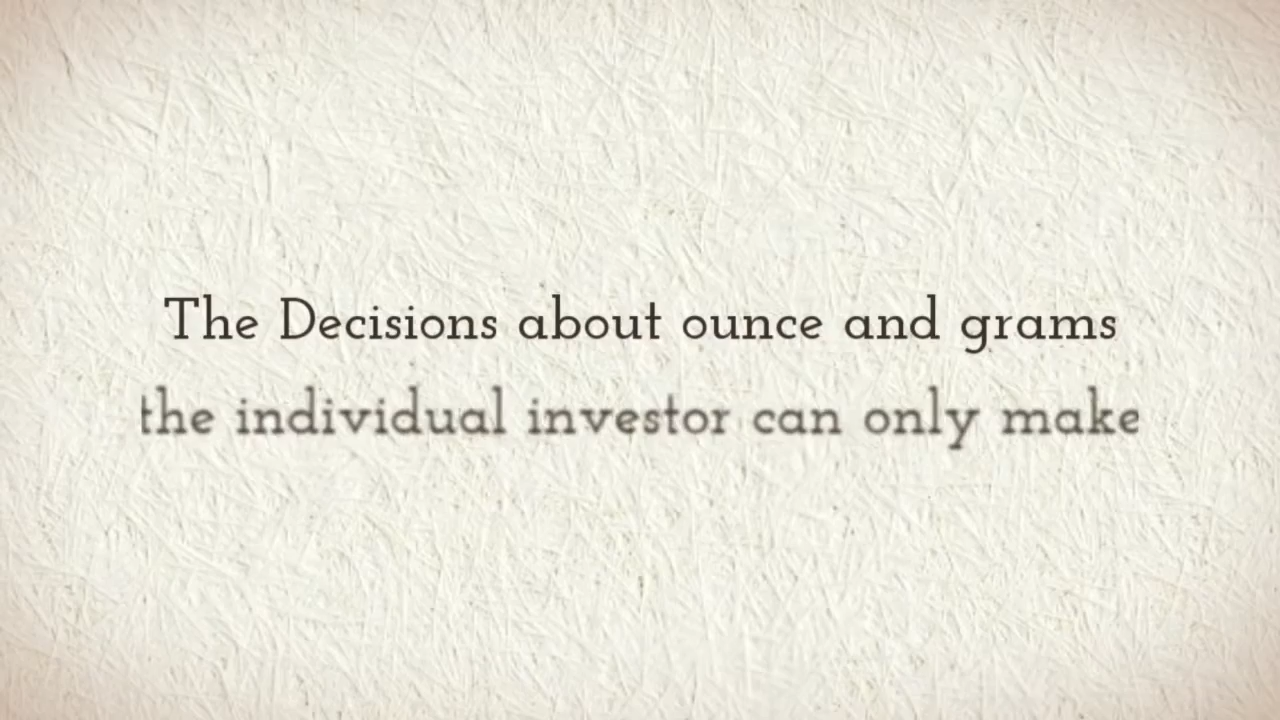 The Decisions about ounce and grams
the individual investor can only make